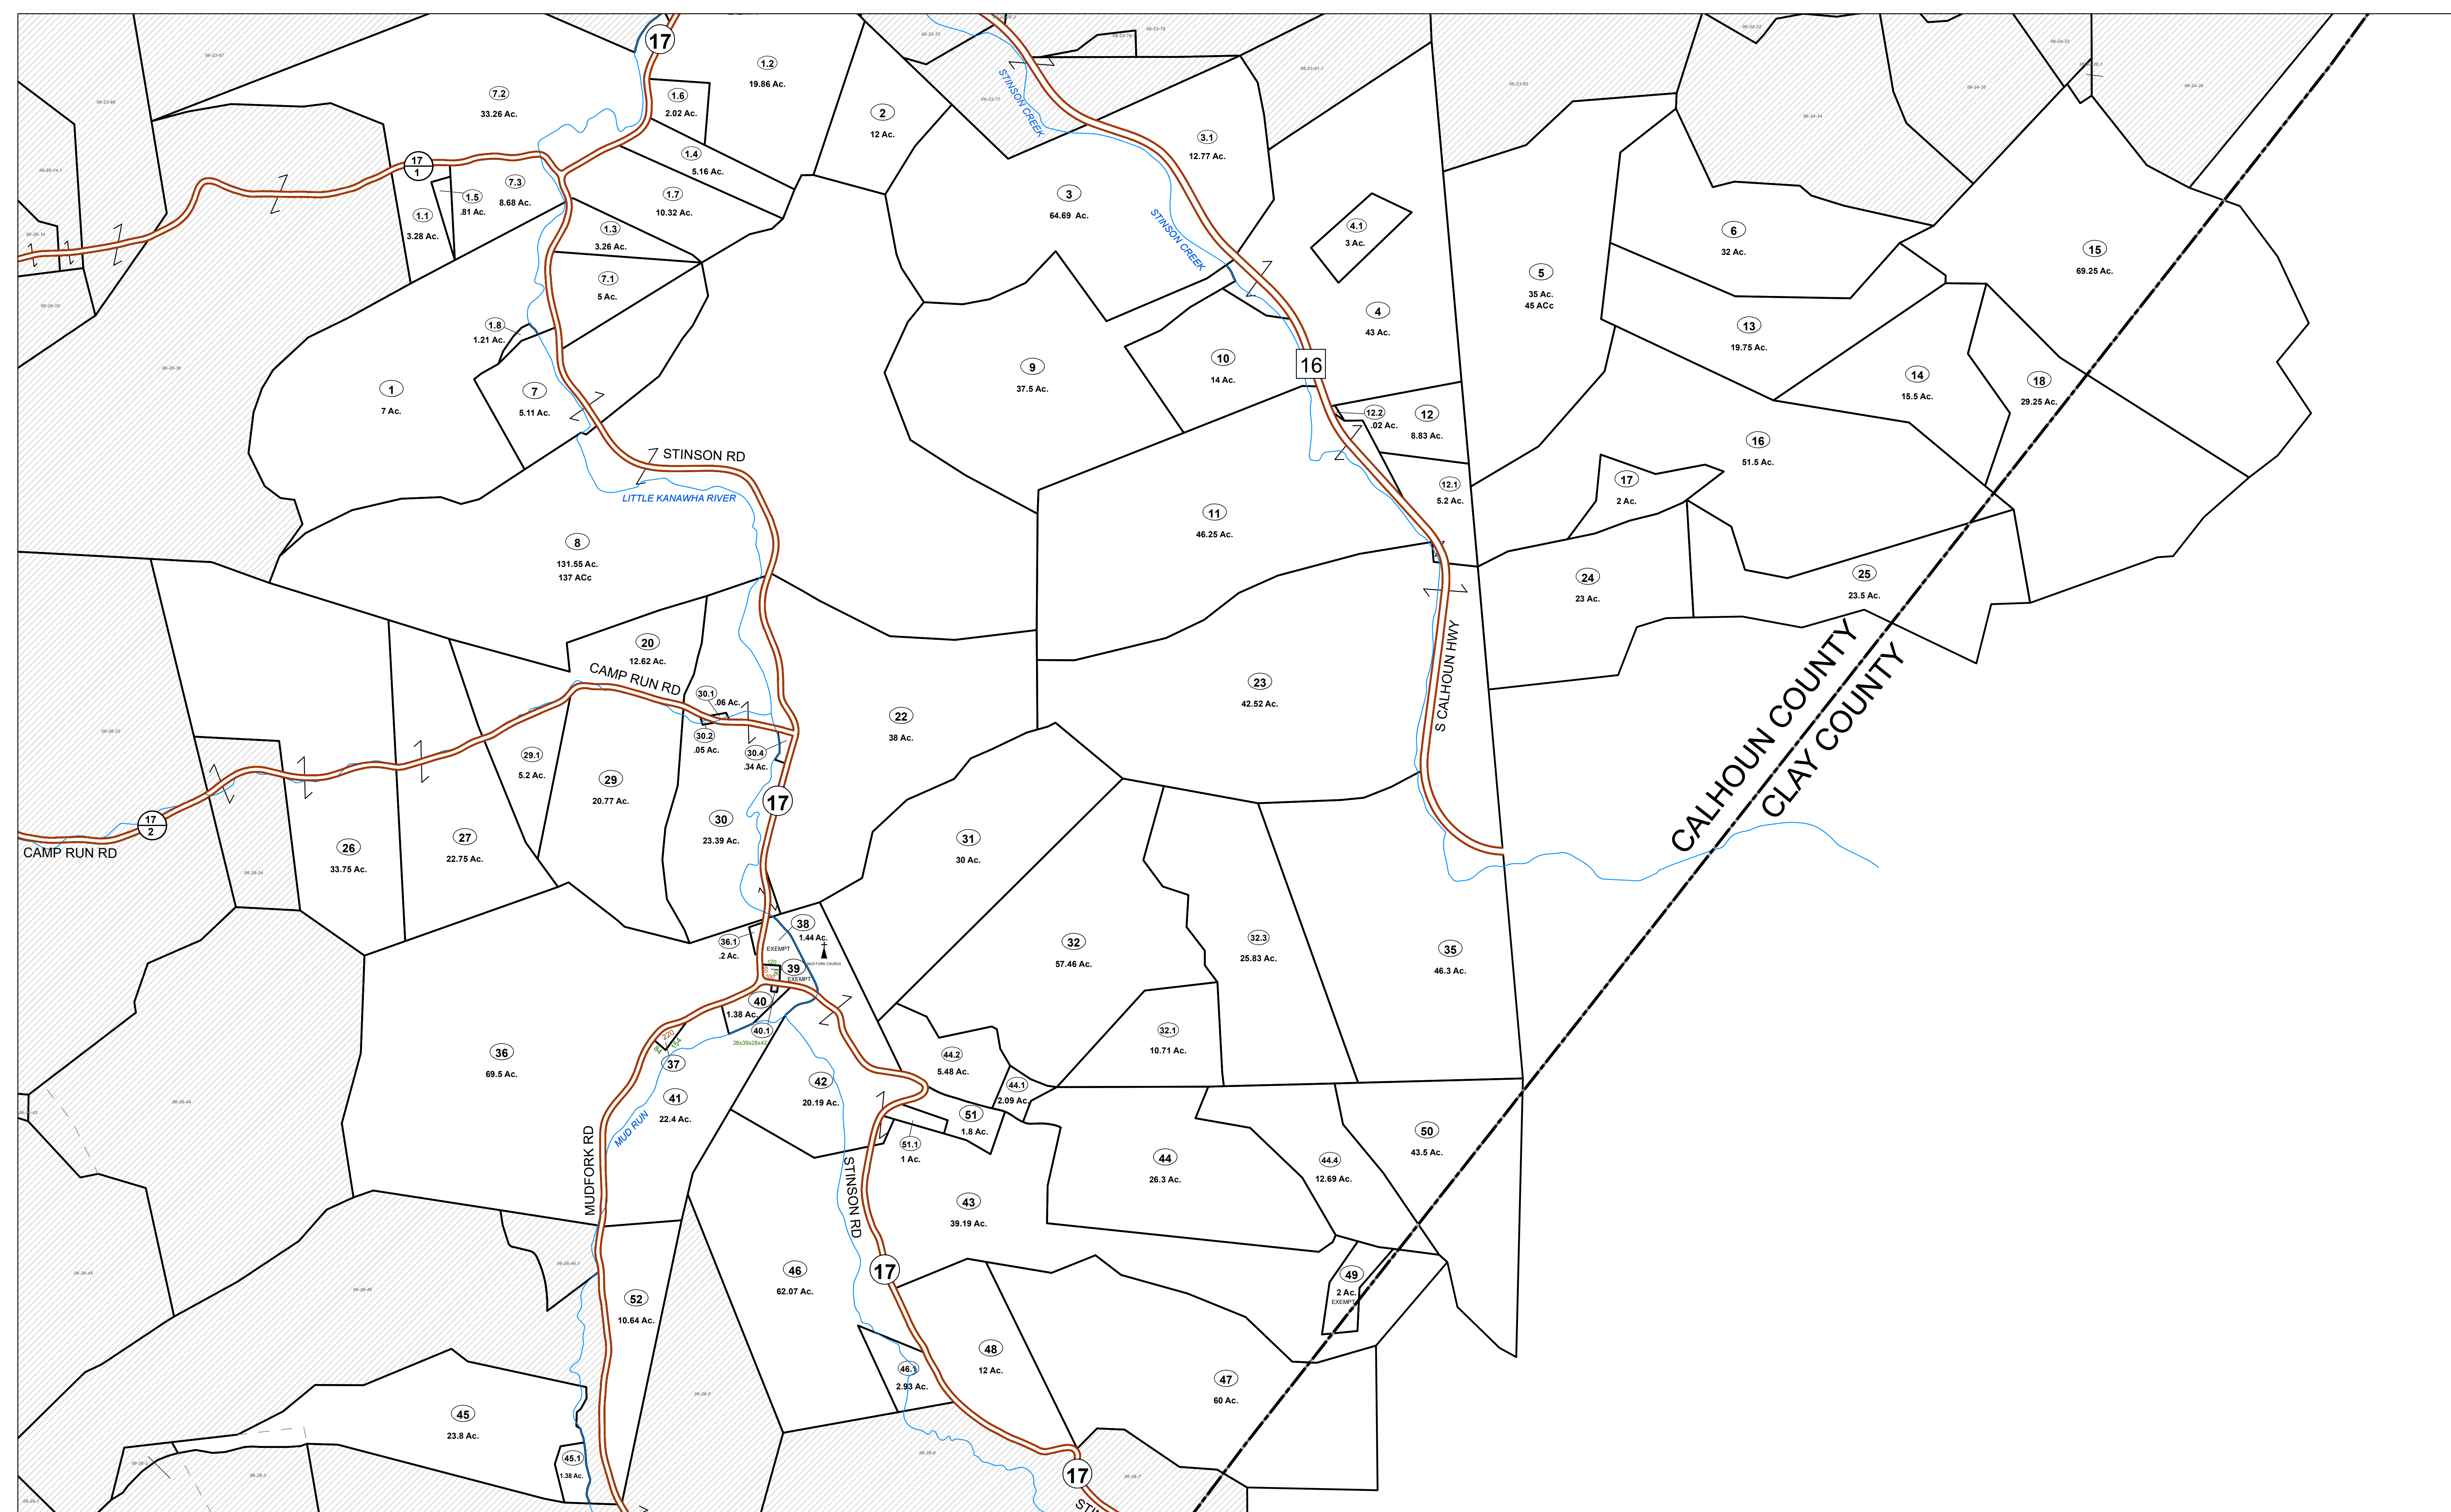 17
7.2
33.26 Ac.
1.2
19.86 Ac.
1.6
2.02 Ac.
2
12 Ac.
STINSON CREEK
3.1
12.77 Ac.
17
1
1.4
5.16 Ac.
1.5
.81 Ac.
7.3
8.68 Ac.
1.1
3.28 Ac.
1.7
10.32 Ac.
1.3
3.26 Ac.
3
64.69 Ac.
STINSON CREEK
4.1
3 Ac.
6
32 Ac.
15
69.25 Ac.
7.1
5 Ac.
5
35 Ac.
45 ACc
1.8
1.21 Ac.
4
43 Ac.
13
19.75 Ac.
1
7 Ac.
7
5.11 Ac.
9
37.5 Ac.
10
14 Ac.
16
14
15.5 Ac.
18
29.25 Ac.
12.2
.02 Ac.
12
8.83 Ac.
16
51.5 Ac.
STINSON RD
LITTLE KANAWHA RIVER
17
2 Ac.
12.1
5.2 Ac.
11
46.25 Ac.
8
131.55 Ac.
137 ACc
24
23 Ac.
25
23.5 Ac.
20
12.62 Ac.
CAMP RUN RD
30.1
.06 Ac.
30.2
.05 Ac.
30.4
.34 Ac.
22
38 Ac.
23
42.52 Ac.
S CALHOUN HWY
CALHOUN COUNTY
CLAY COUNTY
29.1
5.2 Ac.
29
20.77 Ac.
17
30
23.39 Ac.
17
2
CAMP RUN RD
26
33.75 Ac.
27
22.75 Ac.
31
30 Ac.
38
1.44 Ac.
EXEMPT
MUD FORK CHURCH
36.1
.2 Ac.
39
EXEMPT
120
32
57.46 Ac.
32.3
25.83 Ac.
35
46.3 Ac.
40
1.38 Ac.
40.1
28x39x28x42
220
154
37
36
69.5 Ac.
32.1
10.71 Ac.
44.2
5.48 Ac.
44.1
2.09 Ac.
42
20.19 Ac.
41
22.4 Ac.
MUD RUN
MUDFORK RD
51
1.8 Ac.
51.1
1 Ac.
STINSON RD
44
26.3 Ac.
44.4
12.69 Ac.
50
43.5 Ac.
43
39.19 Ac.
17
46
62.07 Ac.
49
2 Ac.
EXEMPT
52
10.64 Ac.
48
12 Ac.
46.1
2.93 Ac.
47
60 Ac.
45
23.8 Ac.
45.1
1.38 Ac.
17